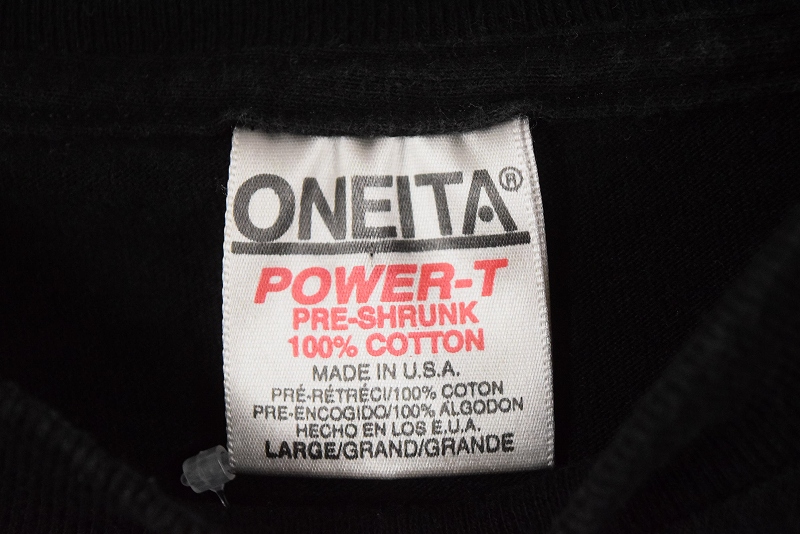 ONEITA®
POWER-T
PRE-SHRUNK
100% COTTON
MADE IN U.S.A.
PRÉ-RÉTRÉCI/100% COTON
PRE-ENCOGIDO/100% ALGODON
HECHO EN LOS E.U.A.
LARGE/GRAND/GRANDE